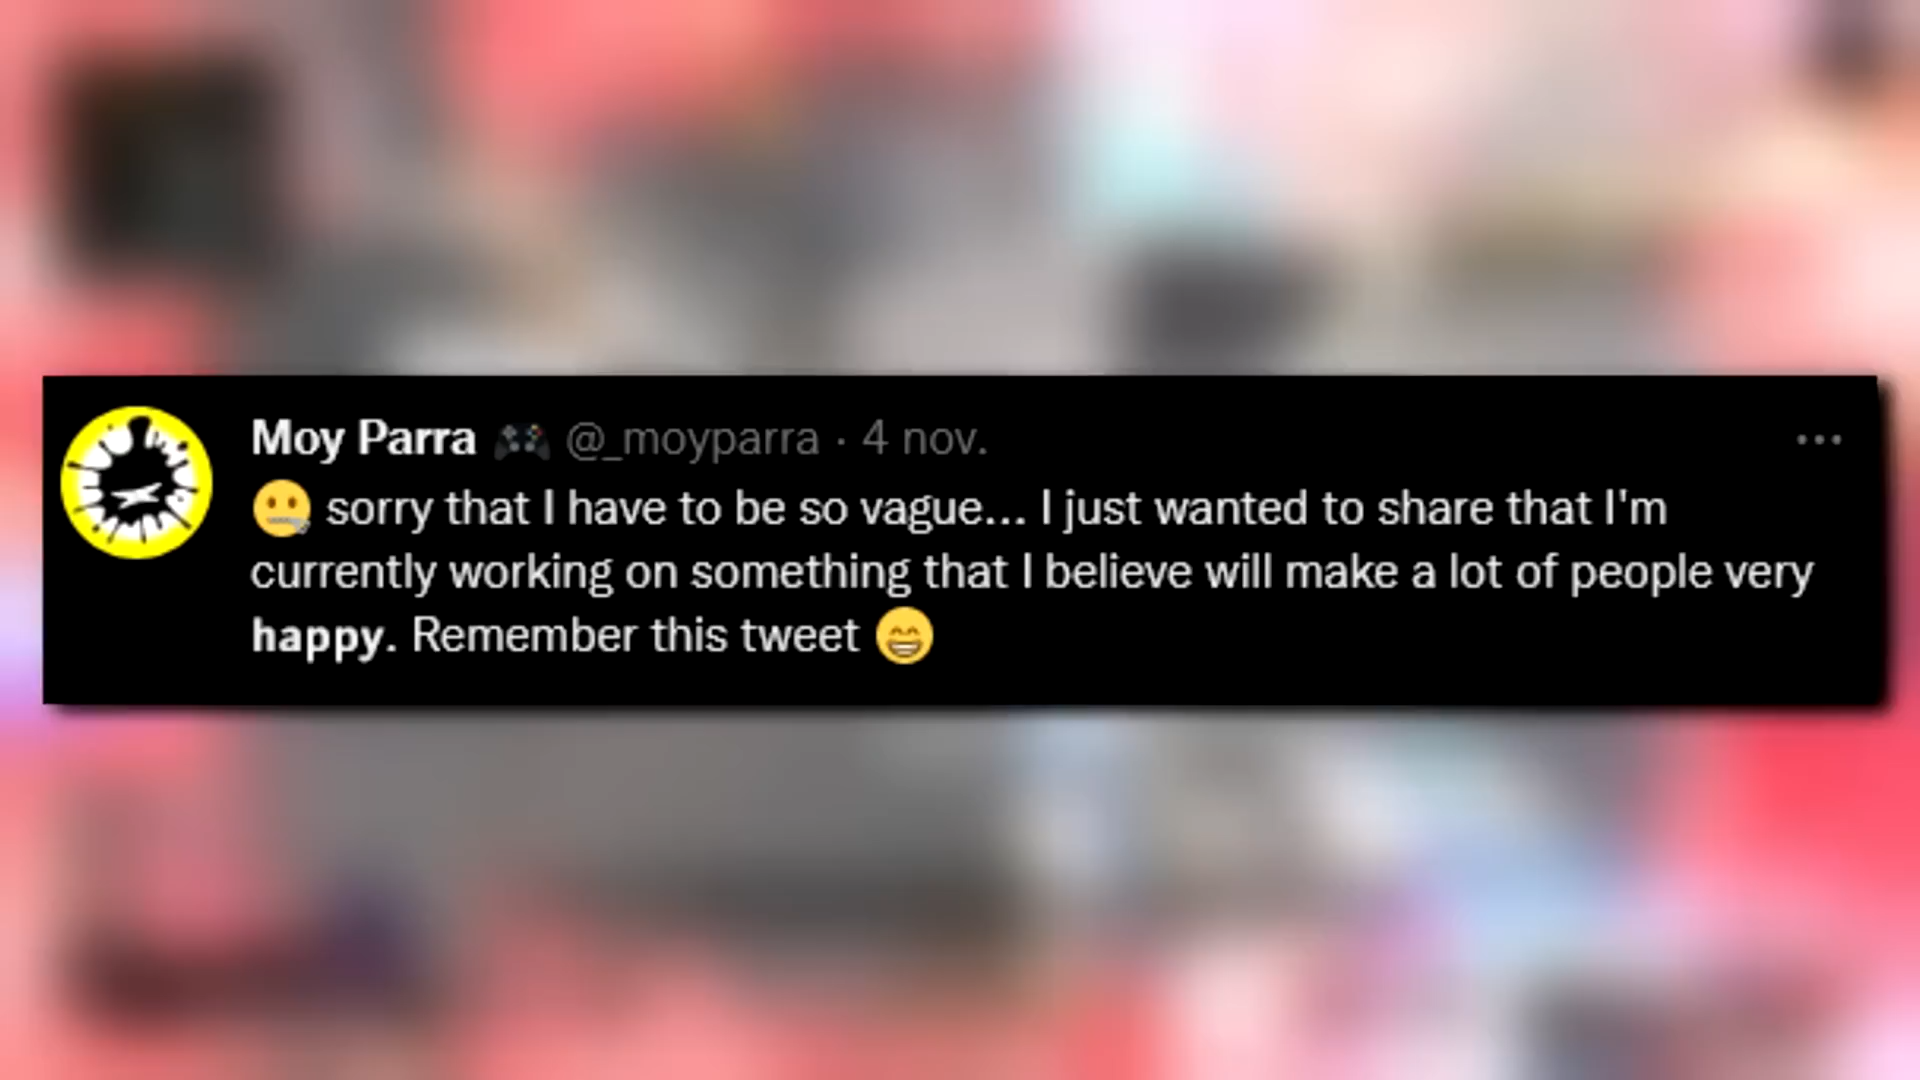 Moy Parra 🎮 @_moyparra · 4 nov.
🤐 sorry that I have to be so vague... I just wanted to share that I'm
currently working on something that I believe will make a lot of people very
happy. Remember this tweet 😁